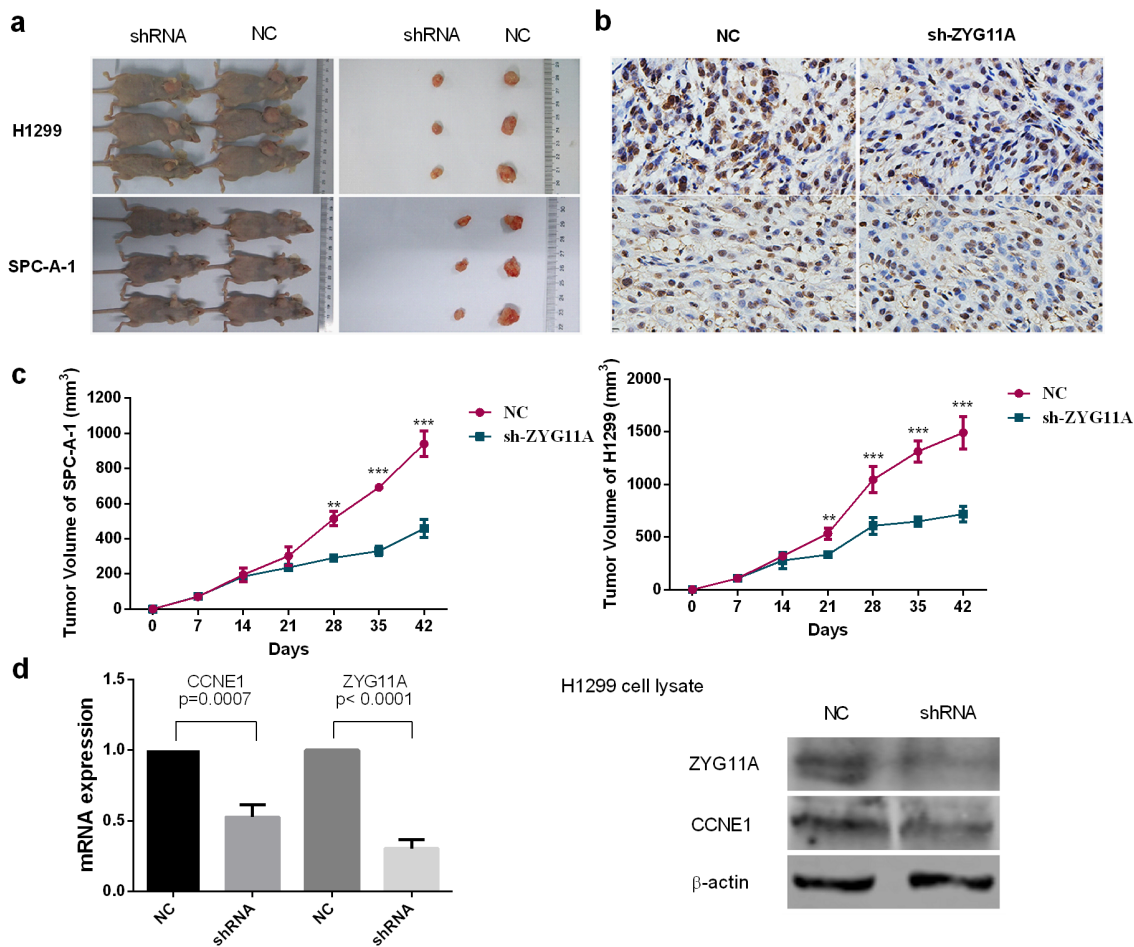 a
shRNA NC shRNA NC
H1299
SPC-A-1
b
NC sh-ZYG11A
c
Tumor Volume of SPC-A-1 (mm3)
1200
1000
800
600
400
200
0
0 7 14 21 28 35 42
Days
** *** ***
NC
sh-ZYG11A
Tumor Volume of H1299 (mm3)
2000
1500
1000
500
0
0 7 14 21 28 35 42
Days
** *** *** ***
NC
sh-ZYG11A
d
mRNA expression
1.5
1.0
0.5
0.0
CCNE1
p=0.0007
ZYG11A
p< 0.0001
NC shRNA NC shRNA
H1299 cell lysate
NC shRNA
ZYG11A
CCNE1
β-actin